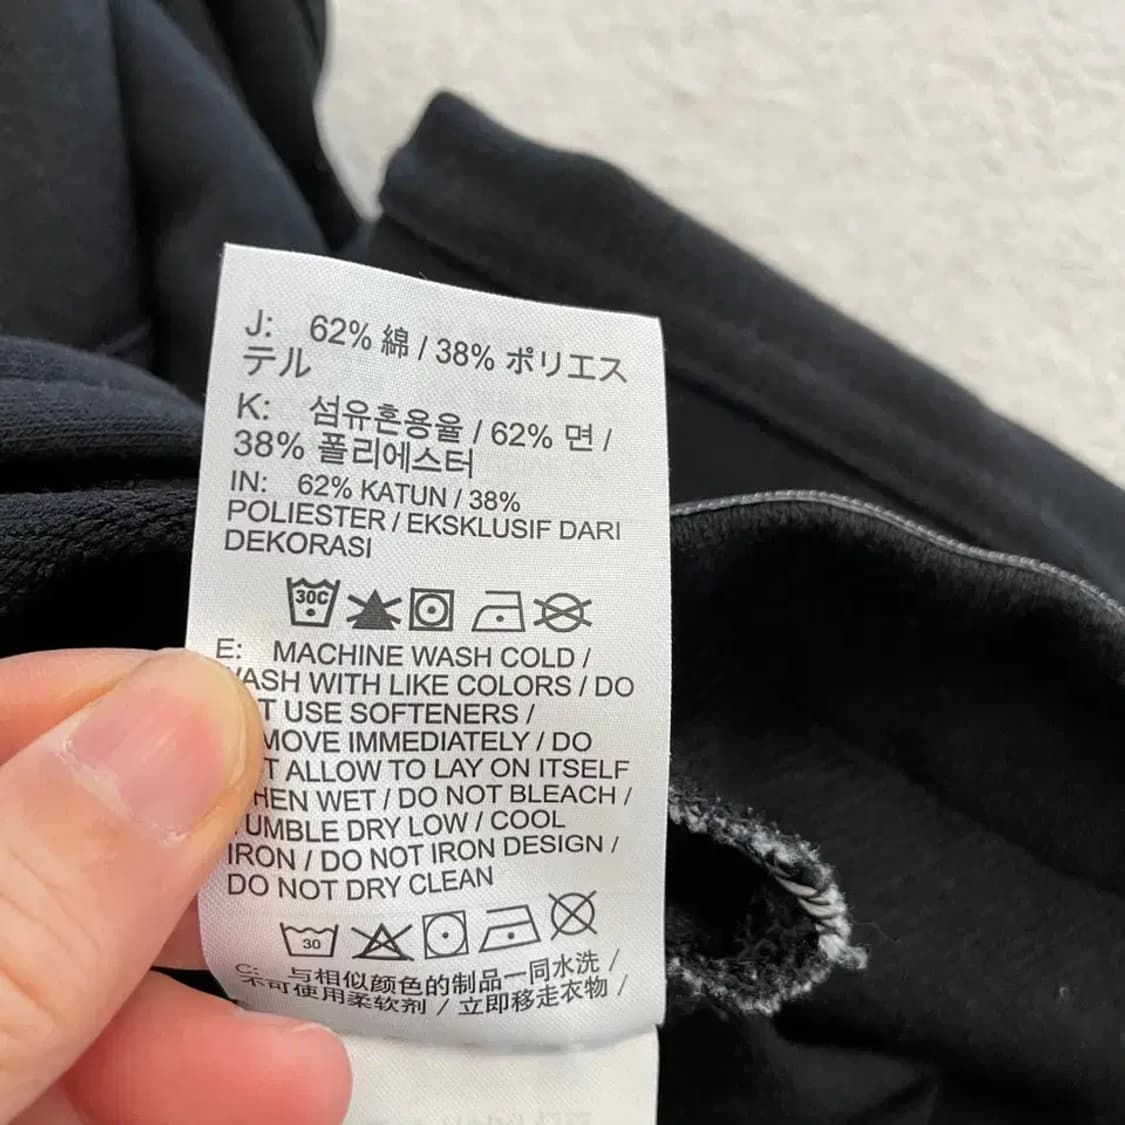 J: 62% 綿 / 38% ポリエス
テル
K: 섬유혼용율 / 62% 면 /
38% 폴리에스터
IN: 62% KATUN / 38%
POLIESTER / EKSKLUSIF DARI
DEKORASI
30C
E: MACHINE WASH COLD /
WASH WITH LIKE COLORS / DO
T USE SOFTENERS /
MOVE IMMEDIATELY / DO
T ALLOW TO LAY ON ITSELF
HEN WET / DO NOT BLEACH /
UMBLE DRY LOW / COOL
IRON / DO NOT IRON DESIGN /
DO NOT DRY CLEAN
30
C: 与相似颜色的制品一同水洗 /
不可使用柔软剂 / 立即移走衣物 /